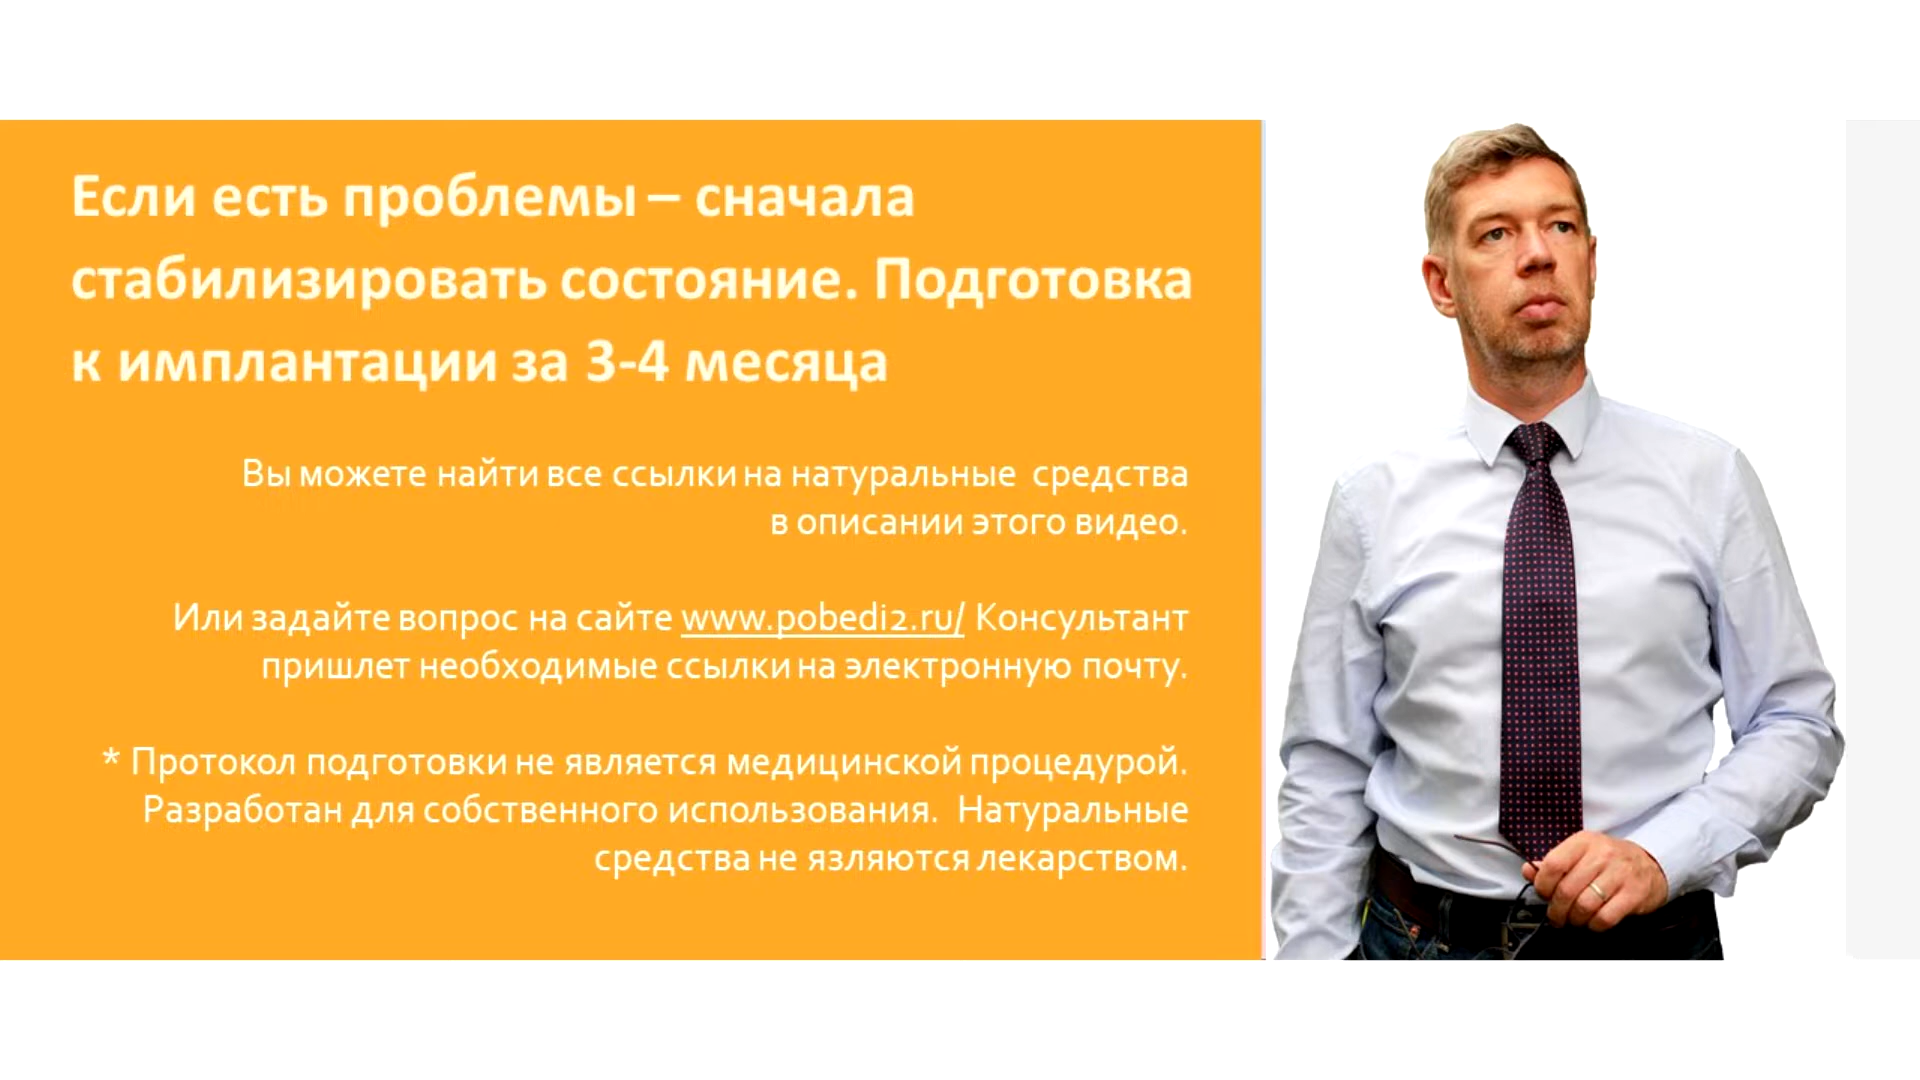 Если есть проблемы – сначала
стабилизировать состояние. Подготовка
к имплантации за 3-4 месяца
Вы можете найти все ссылки на натуральные средства
в описании этого видео.
Или задайте вопрос на сайте www.pobedi2.ru/ Консультант
пришлет необходимые ссылки на электронную почту.
* Протокол подготовки не является медицинской процедурой.
Разработан для собственного использования. Натуральные
средства не язляются лекарством.